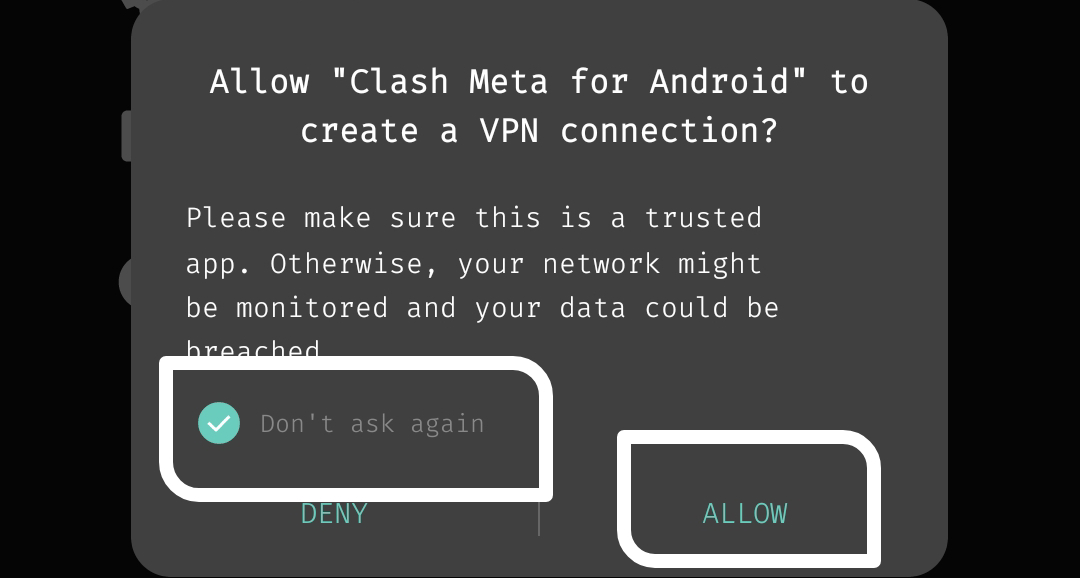 Allow "Clash Meta for Android" to
create a VPN connection?
Please make sure this is a trusted
app. Otherwise, your network might
be monitored and your data could be
breached
Don't ask again
DENY
ALLOW